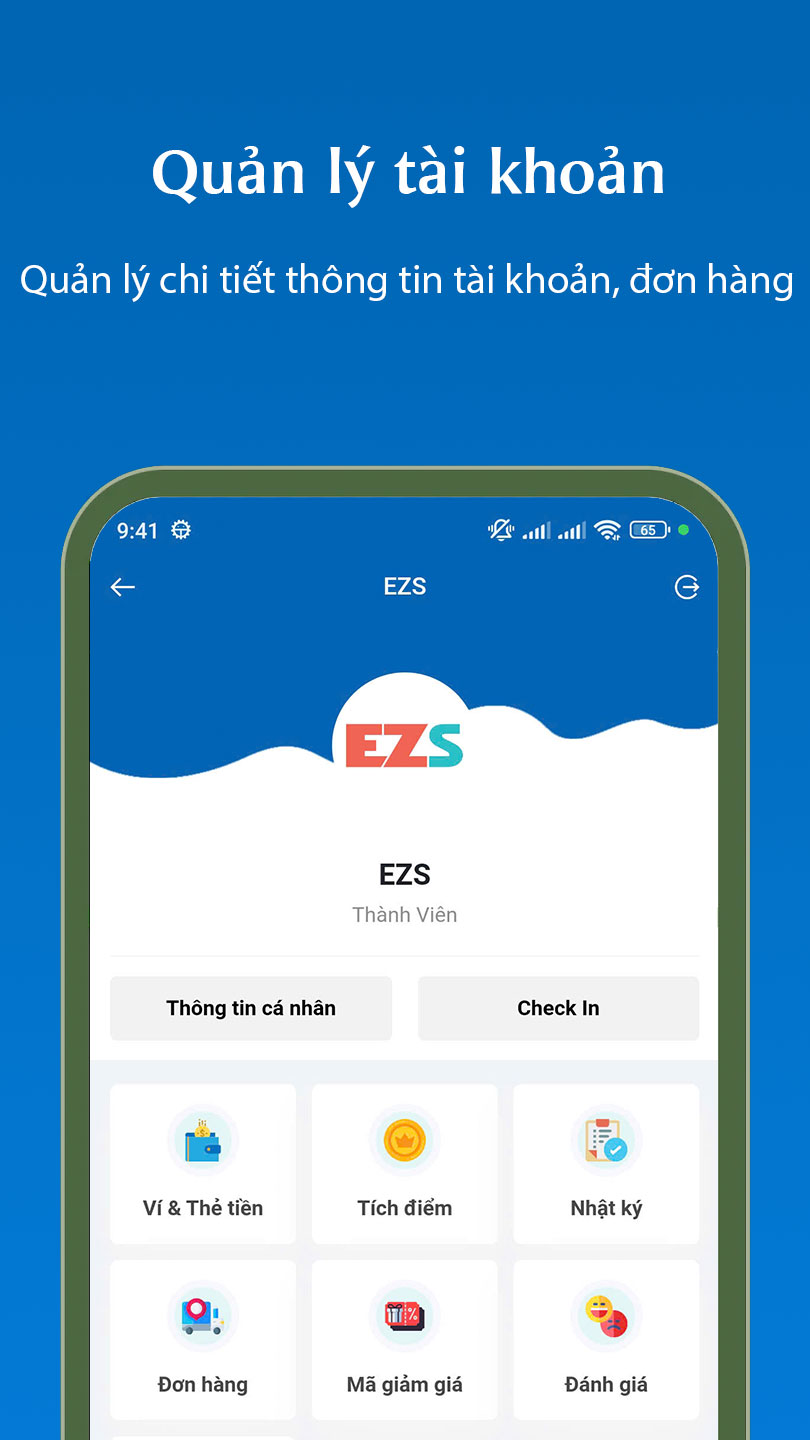 Quản lý tài khoản
Quản lý chi tiết thông tin tài khoản, đơn hàng
9:41
65
EZS
EZS
EZS
Thành Viên
Thông tin cá nhân
Check In
Ví & Thẻ tiền
Tích điểm
Nhật ký
Đơn hàng
Mã giảm giá
Đánh giá